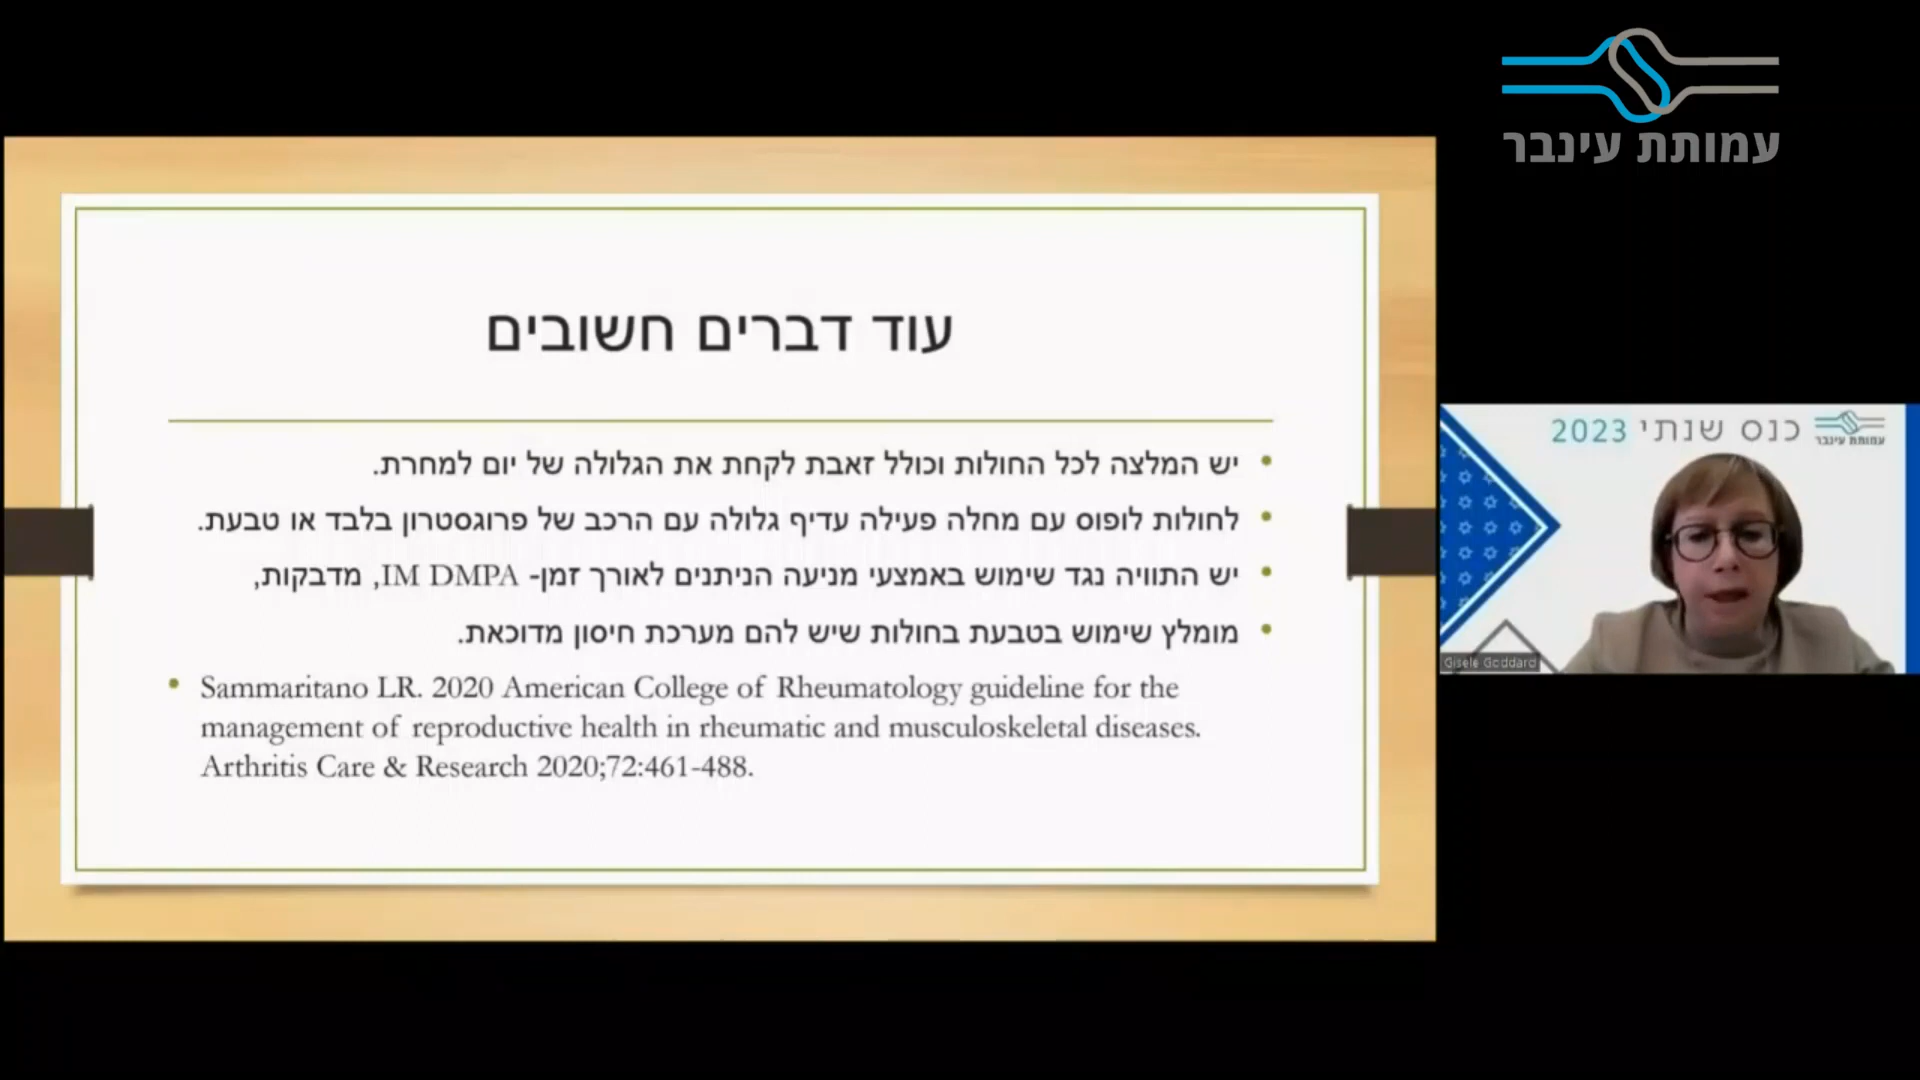 עמותת עינבר
עוד דברים חשובים
יש המלצה לכל החולות וכולל זאבת לקחת את הגלולה של יום למחרת.
לחולות לופוס עם מחלה פעילה עדיף גלולה עם הרכב של פרוגסטרון בלבד או טבעת.
יש התוויה נגד שימוש באמצעי מניעה הניתנים לאורך זמן- IM DMPA, מדבקות,
מומלץ שימוש בטבעת בחולות שיש להם מערכת חיסון מדוכאת.
Sammaritano LR. 2020 American College of Rheumatology guideline for the
management of reproductive health in rheumatic and musculoskeletal diseases.
Arthritis Care & Research 2020;72:461-488.
כנס שנתי 2023
עמותת עינבר
Gisele Goddard